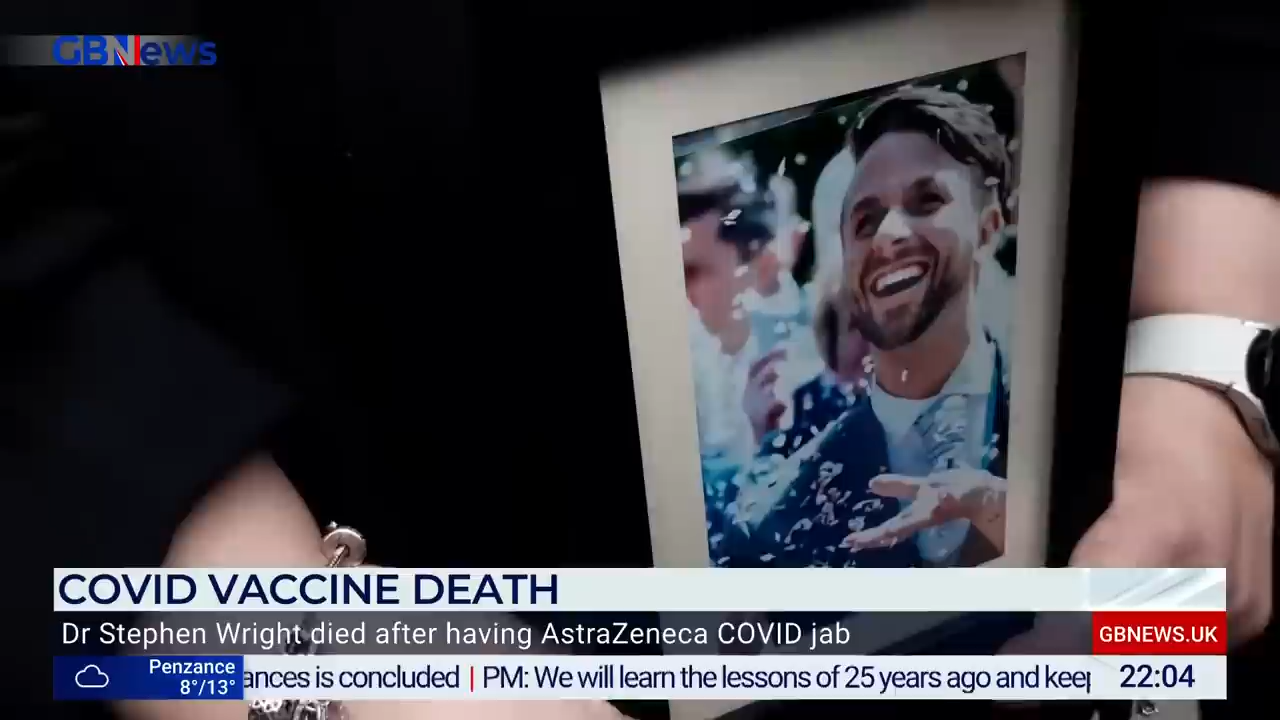 GBNews
COVID VACCINE DEATH
Dr Stephen Wright died after having AstraZeneca COVID jab
GBNEWS.UK
Penzance
8°/13°
ances is concluded | PM: We will learn the lessons of 25 years ago and keep
22:04